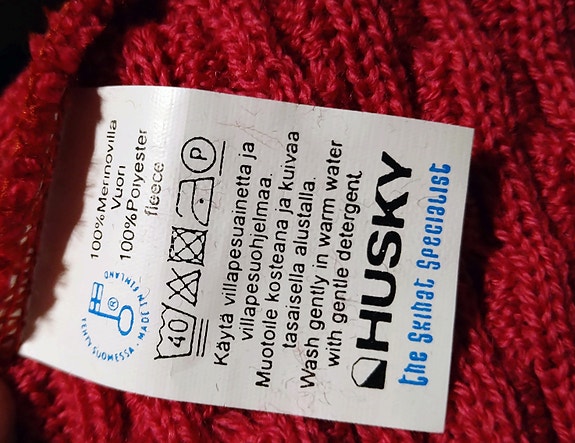 100%Merinovilla
Vuori
100%Polyester
fleece
TEHTY SUOMESSA · MADE IN FINLAND
®
40
P
Käytä villapesuainetta ja
villapesuohjelmaa.
Muotoile kosteana ja kuivaa
tasaisella alustalla.
Wash gently in warm water
with gentle detergent
HUSKY
the Skihat Specialist